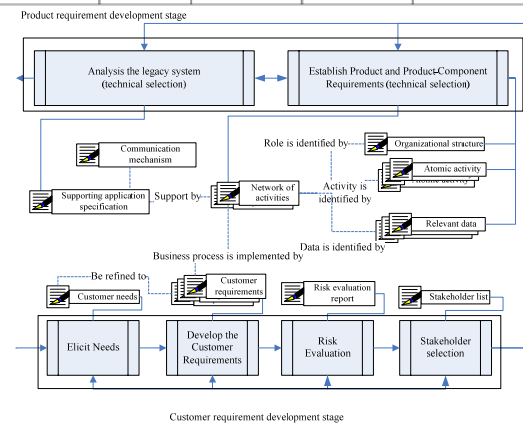 Product requirement development stage
Analysis the legacy system
(technical selection)
Establish Product and Product-Component
Requirements (technical selection)
Role is identified by
Organizational structure
Communication
mechanism
Atomic activity
Supporting application
specification
Support by
Network of
activities
Activity is
identified by
Relevant data
Data is identified by
Business process is implemented by
Be refined to
Customer needs
Customer
requirements
Risk evaluation
report
Stakeholder list
Elicit Needs
Develop the
Customer
Requirements
Risk
Evaluation
Stakeholder
selection
Customer requirement development stage